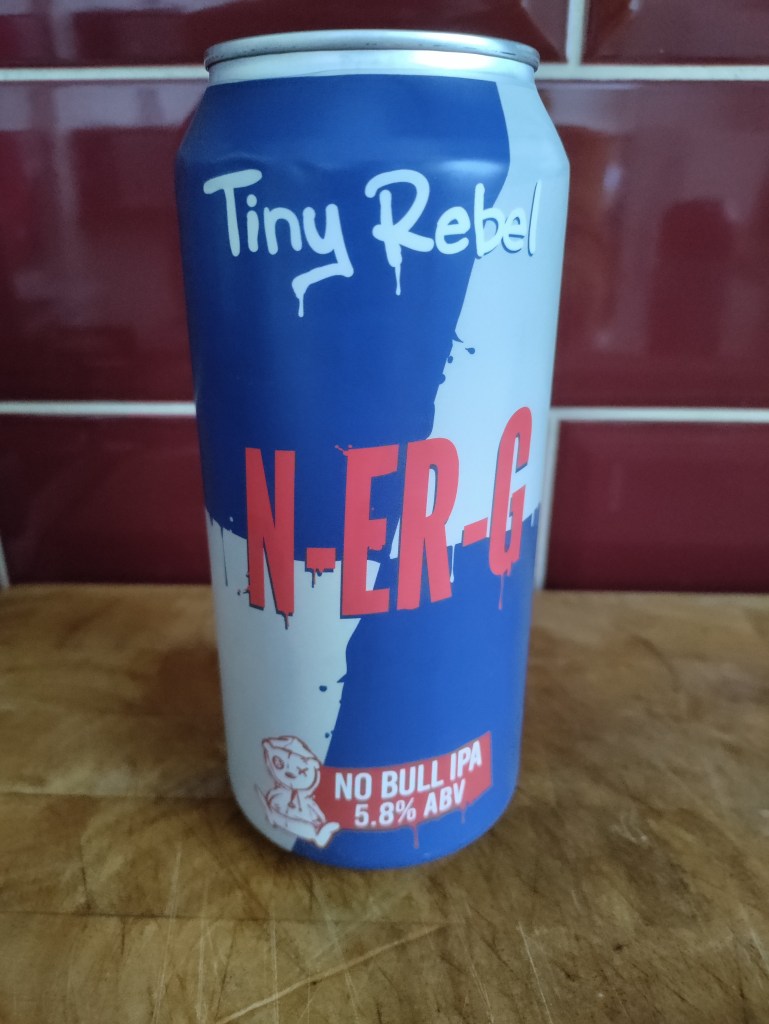 Tiny Rebel
N-ER-G
NO BULL IPA
5.8% ABV